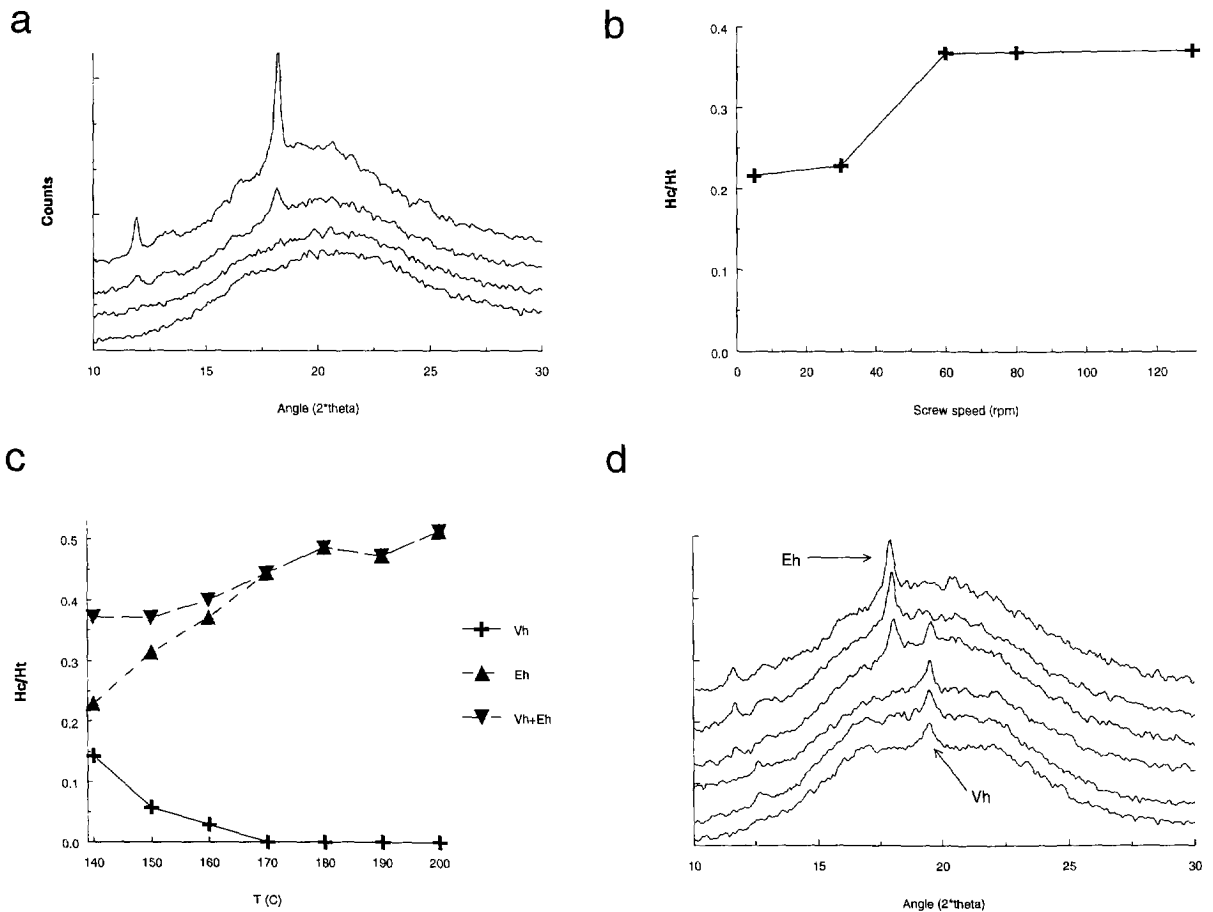 a
Counts
10 15 20 25 30
Angle (2*theta)
b
Hc/Ht
0.4
0.3
0.2
0.1
0.0
0 20 40 60 80 100 120
Screw speed (rpm)
c
Hc/Ht
0.5
0.4
0.3
0.2
0.1
0.0
140 150 160 170 180 190 200
T (C)
Vh
Eh
Vh+Eh
d
Eh
Vh
10 15 20 25 30
Angle (2*theta)